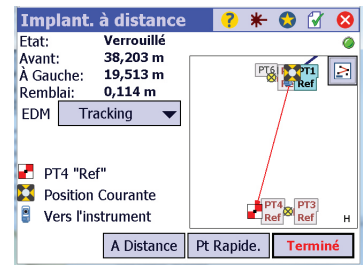 Implant. à distance
Etat: Verrouillé
Avant: 38,203 m
À Gauche: 19,513 m
Remblai: 0,114 m
EDM Tracking
PT6 PT1
Ref
PT4 "Ref"
Position Courante
Vers l'instrument
PT4 PT3
Ref Ref
H
A Distance Pt Rapide. Terminé